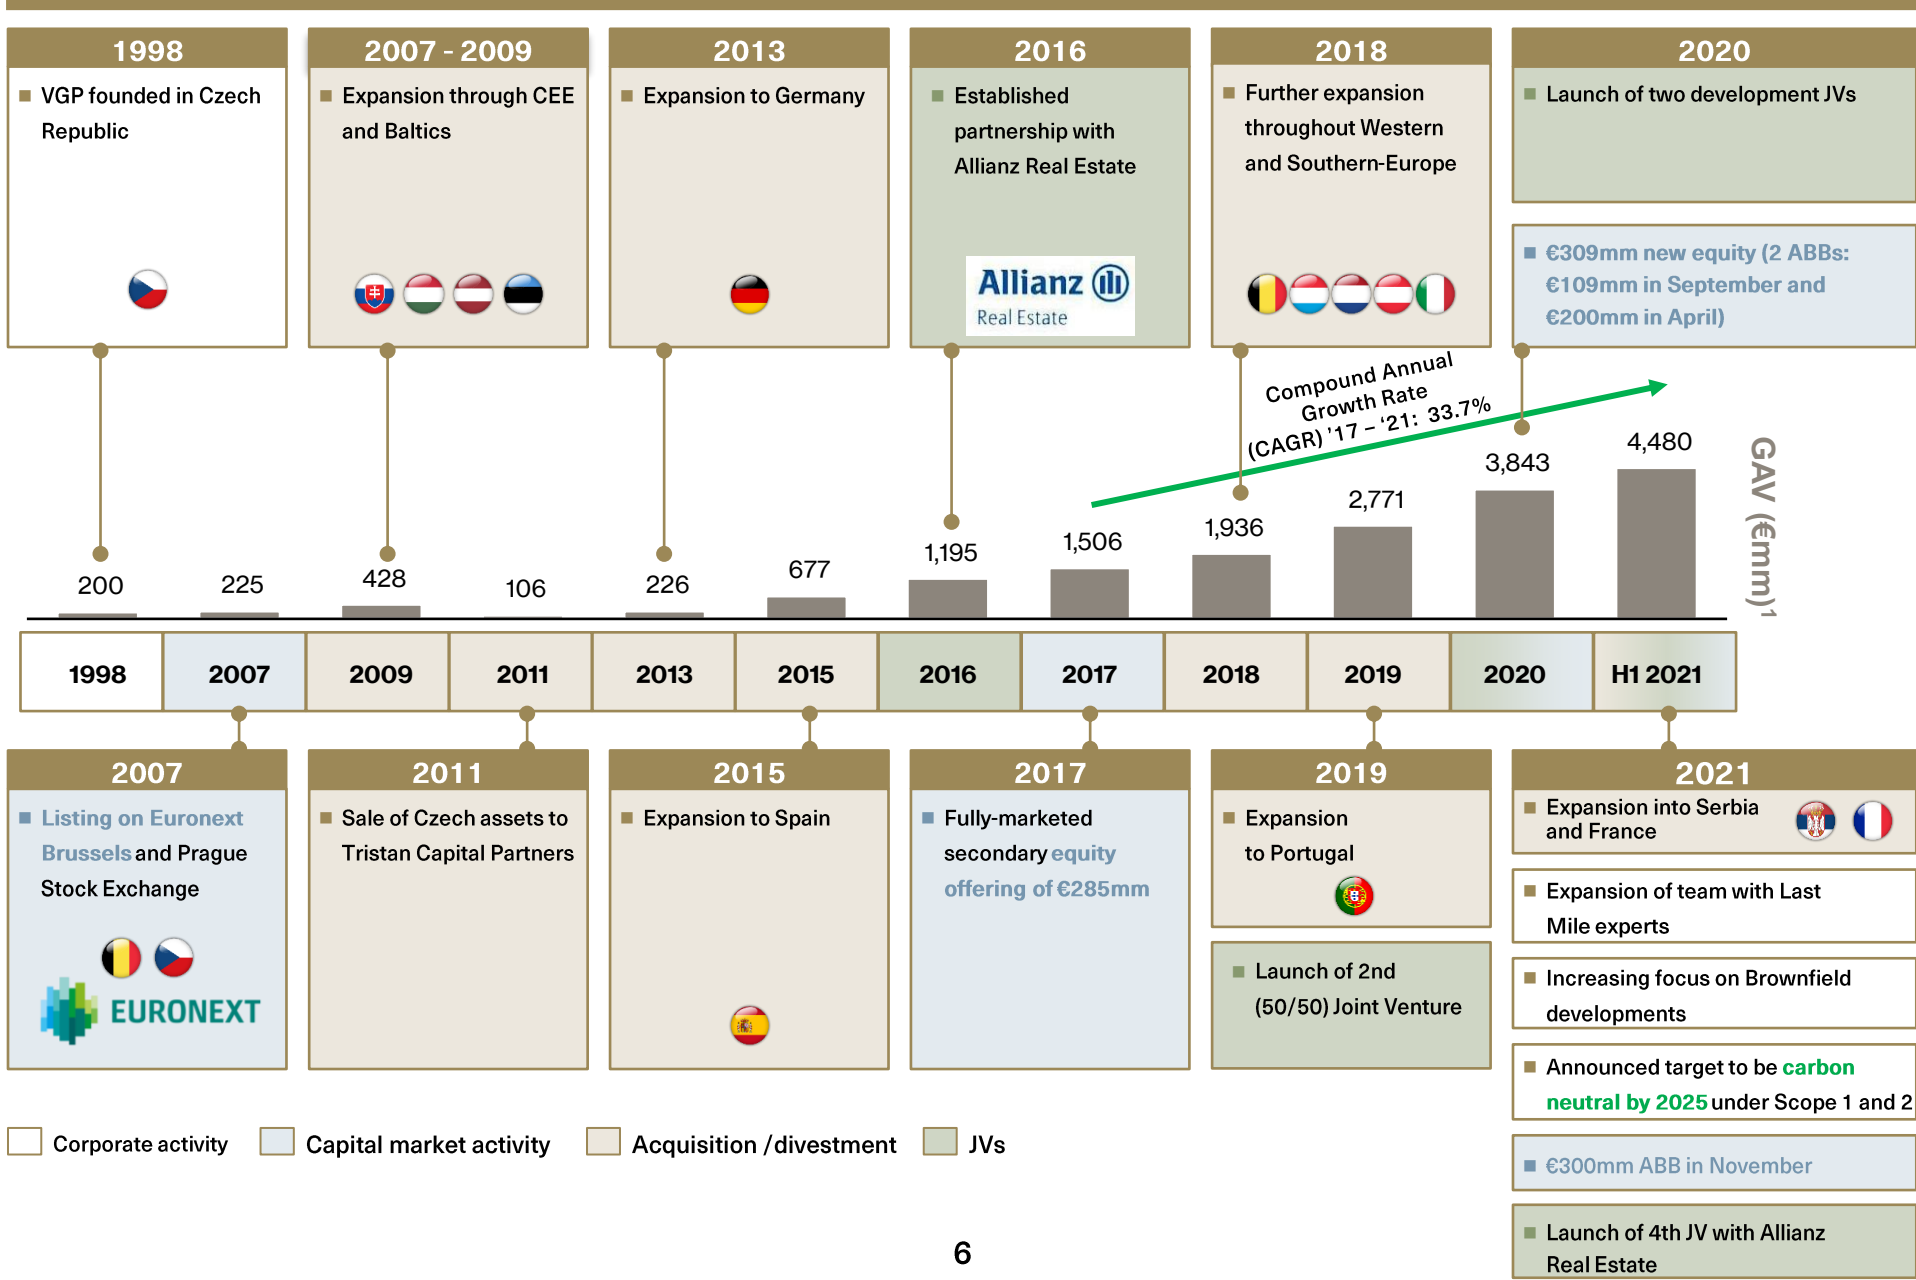 1998
VGP founded in Czech
Republic
2007 - 2009
Expansion through CEE
and Baltics
2013
Expansion to Germany
2016
Established
partnership with
Allianz Real Estate
Allianz
Real Estate
2018
Further expansion
throughout Western
and Southern-Europe
2020
Launch of two development JVs
€309mm new equity (2 ABBs:
€109mm in September and
€200mm in April)
Compound Annual
Growth Rate
(CAGR) ’17 – ‘21: 33.7%
200
225
428
106
226
677
1,195
1,506
1,936
2,771
3,843
4,480
GAV (€mm)1
1998
2007
2009
2011
2013
2015
2016
2017
2018
2019
2020
H1 2021
2007
Listing on Euronext
Brussels and Prague
Stock Exchange
EURONEXT
2011
Sale of Czech assets to
Tristan Capital Partners
2015
Expansion to Spain
2017
Fully-marketed
secondary equity
offering of €285mm
2019
Expansion
to Portugal
Launch of 2nd
(50/50) Joint Venture
2021
Expansion into Serbia
and France
Expansion of team with Last
Mile experts
Increasing focus on Brownfield
developments
Announced target to be carbon
neutral by 2025 under Scope 1 and 2
€300mm ABB in November
Launch of 4th JV with Allianz
Real Estate
Corporate activity
Capital market activity
Acquisition /divestment
JVs
6